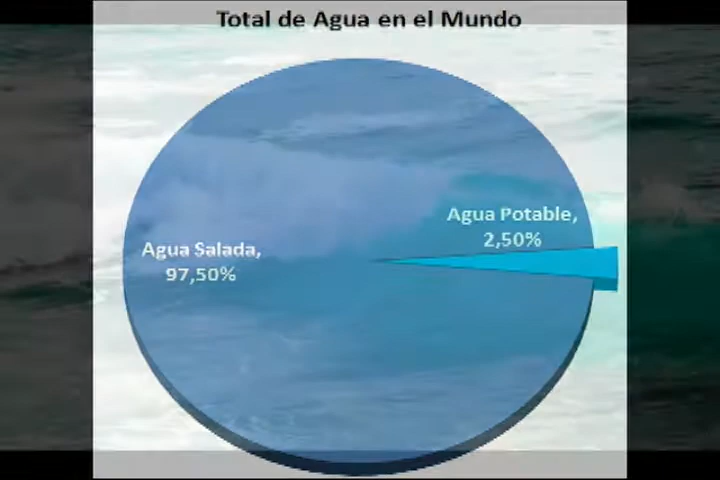 Total de Agua en el Mundo
Agua Potable,
2,50%
Agua Salada,
97,50%